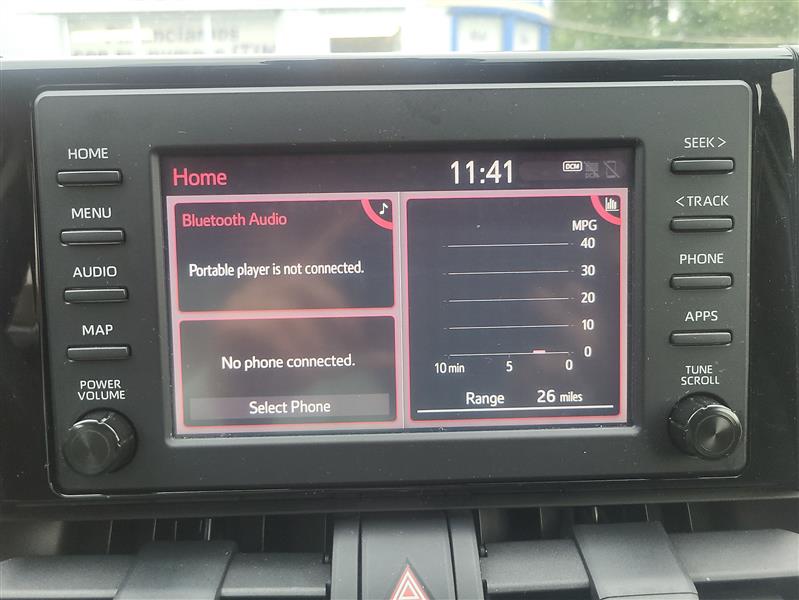 HOME
MENU
AUDIO
MAP
POWER
VOLUME
Home
11:41
DCM
Bluetooth Audio
Portable player is not connected.
No phone connected.
Select Phone
MPG
40
30
20
10
0
10 min 5 0
Range 26 miles
SEEK >
< TRACK
PHONE
APPS
TUNE
SCROLL